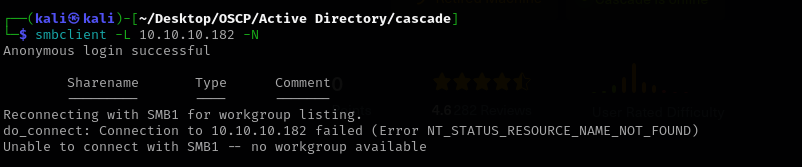 ┌──(kali㉿kali)-[~/Desktop/OSCP/Active Directory/cascade]
└─$ smbclient -L 10.10.10.182 -N
Anonymous login successful
Sharename       Type      Comment
---------       ----      -------
Reconnecting with SMB1 for workgroup listing.
do_connect: Connection to 10.10.10.182 failed (Error NT_STATUS_RESOURCE_NAME_NOT_FOUND)
Unable to connect with SMB1 -- no workgroup available